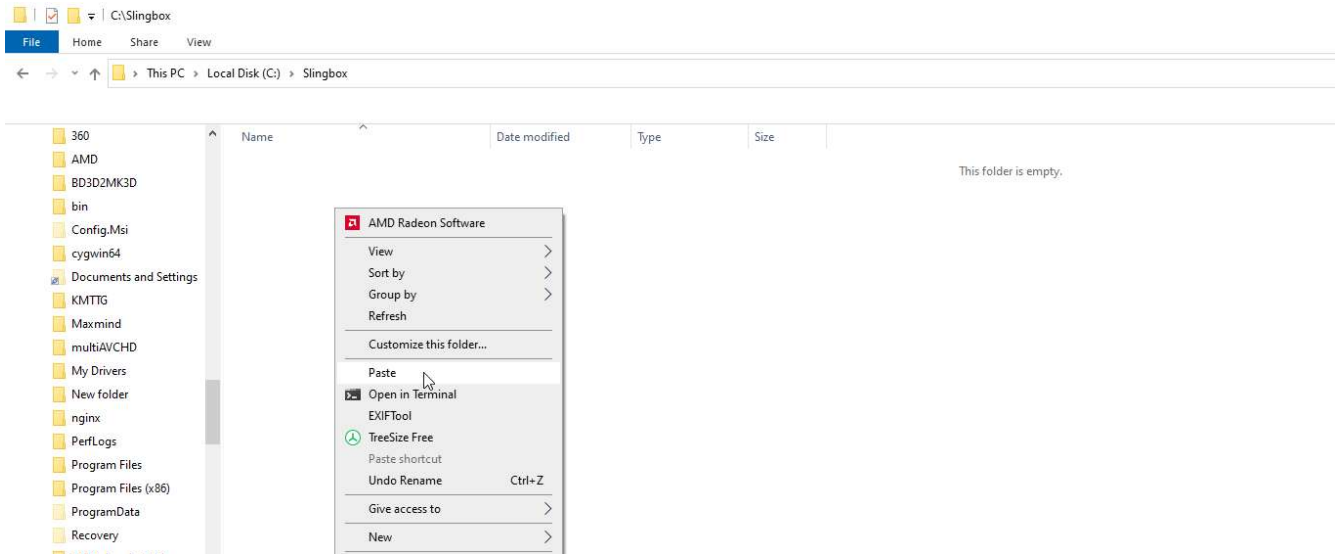 C:\Slingbox
File Home Share View
This PC > Local Disk (C:) > Slingbox
Name Date modified Type Size
This folder is empty.
360
AMD
BD3D2MK3D
bin
Config.Msi
cygwin64
Documents and Settings
KMTTG
Maxmind
multiAVCHD
My Drivers
New folder
nginx
PerfLogs
Program Files
Program Files (x86)
ProgramData
Recovery
AMD Radeon Software
View
Sort by
Group by
Refresh
Customize this folder...
Paste
Open in Terminal
EXIFTool
TreeSize Free
Paste shortcut
Undo Rename Ctrl+Z
Give access to
New